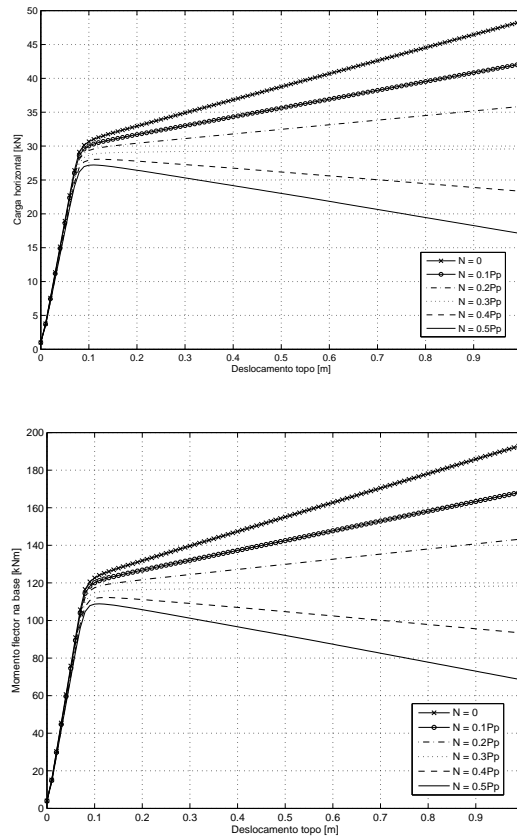 50
45
40
35
30
25
20
15
10
5
0
Carga horizontal [kN]
0 0.1 0.2 0.3 0.4 0.5 0.6 0.7 0.8 0.9
Deslocamento topo [m]
N = 0
N = 0.1Pp
N = 0.2Pp
N = 0.3Pp
N = 0.4Pp
N = 0.5Pp
200
180
160
140
120
100
80
60
40
20
0
Momento flector na base [kNm]
0 0.1 0.2 0.3 0.4 0.5 0.6 0.7 0.8 0.9
Deslocamento topo [m]
N = 0
N = 0.1Pp
N = 0.2Pp
N = 0.3Pp
N = 0.4Pp
N = 0.5Pp